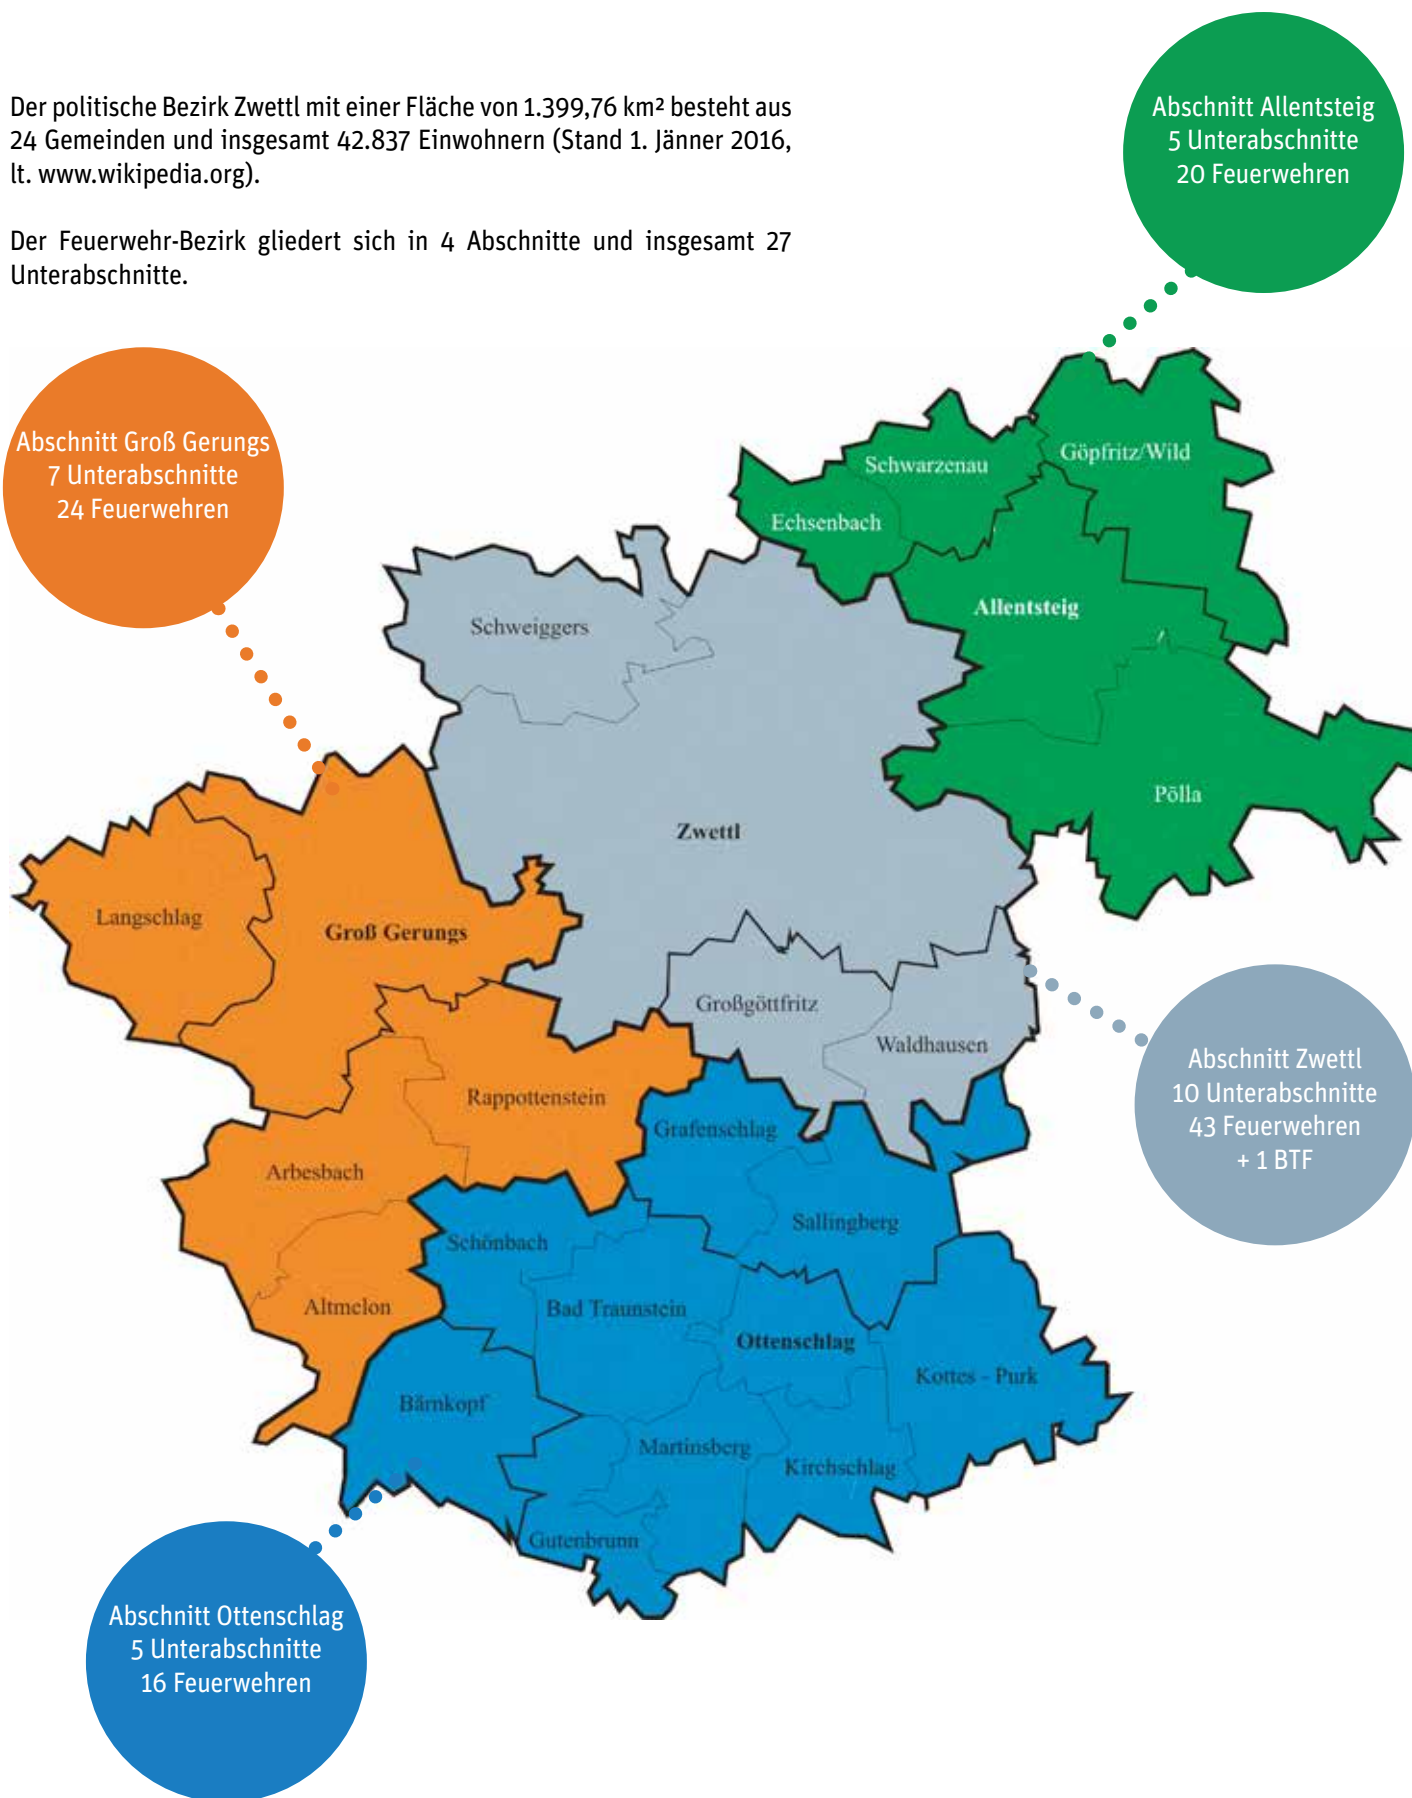 Der politische Bezirk Zwettl mit einer Fläche von 1.399,76 km² besteht aus
24 Gemeinden und insgesamt 42.837 Einwohnern (Stand 1. Jänner 2016,
lt. www.wikipedia.org).
Der Feuerwehr-Bezirk gliedert sich in 4 Abschnitte und insgesamt 27
Unterabschnitte.
Abschnitt Allentsteig
5 Unterabschnitte
20 Feuerwehren
Abschnitt Groß Gerungs
7 Unterabschnitte
24 Feuerwehren
Göpfritz/Wild
Schwarzenau
Echsenbach
Allentsteig
Schweiggers
Pölla
Zwettl
Langschlag
Groß Gerungs
Großgöttfritz
Waldhausen
Abschnitt Zwettl
10 Unterabschnitte
43 Feuerwehren
+ 1 BTF
Rappottenstein
Grafenschlag
Arbesbach
Sallingberg
Schönbach
Altmelon
Bad Traunstein
Ottenschlag
Kottes - Purk
Bärnkopf
Martinsberg
Kirchschlag
Gutenbrunn
Abschnitt Ottenschlag
5 Unterabschnitte
16 Feuerwehren